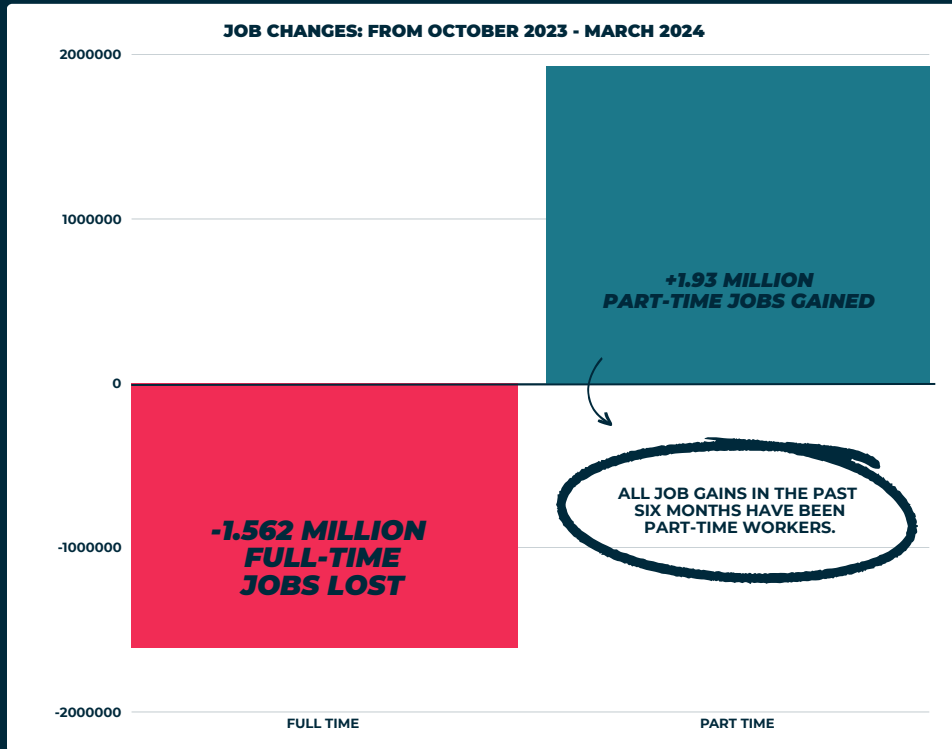 JOB CHANGES: FROM OCTOBER 2023 - MARCH 2024
2000000
1000000
0
-1000000
-2000000
+1.93 MILLION
PART-TIME JOBS GAINED
-1.562 MILLION
FULL-TIME
JOBS LOST
ALL JOB GAINS IN THE PAST
SIX MONTHS HAVE BEEN
PART-TIME WORKERS.
FULL TIME
PART TIME